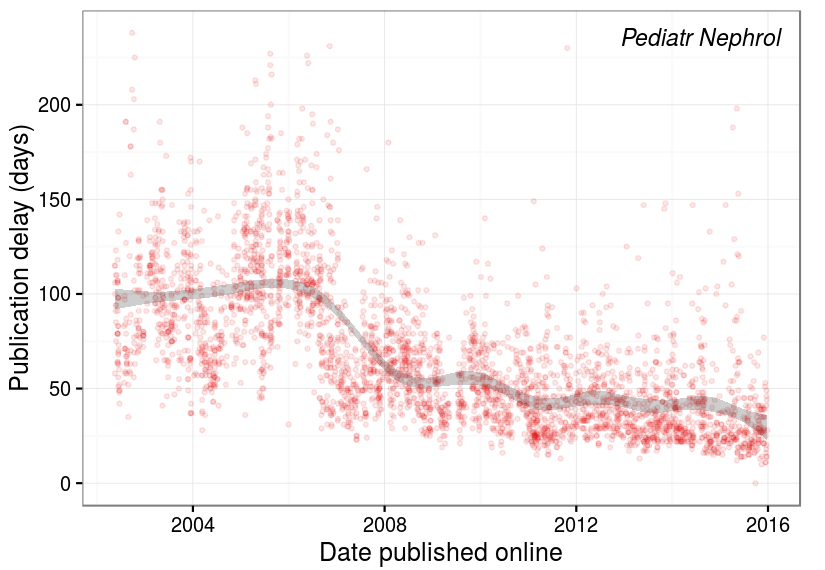 Pediatr Nephrol
Publication delay (days)
200
150
100
50
0
2004 2008 2012 2016
Date published online